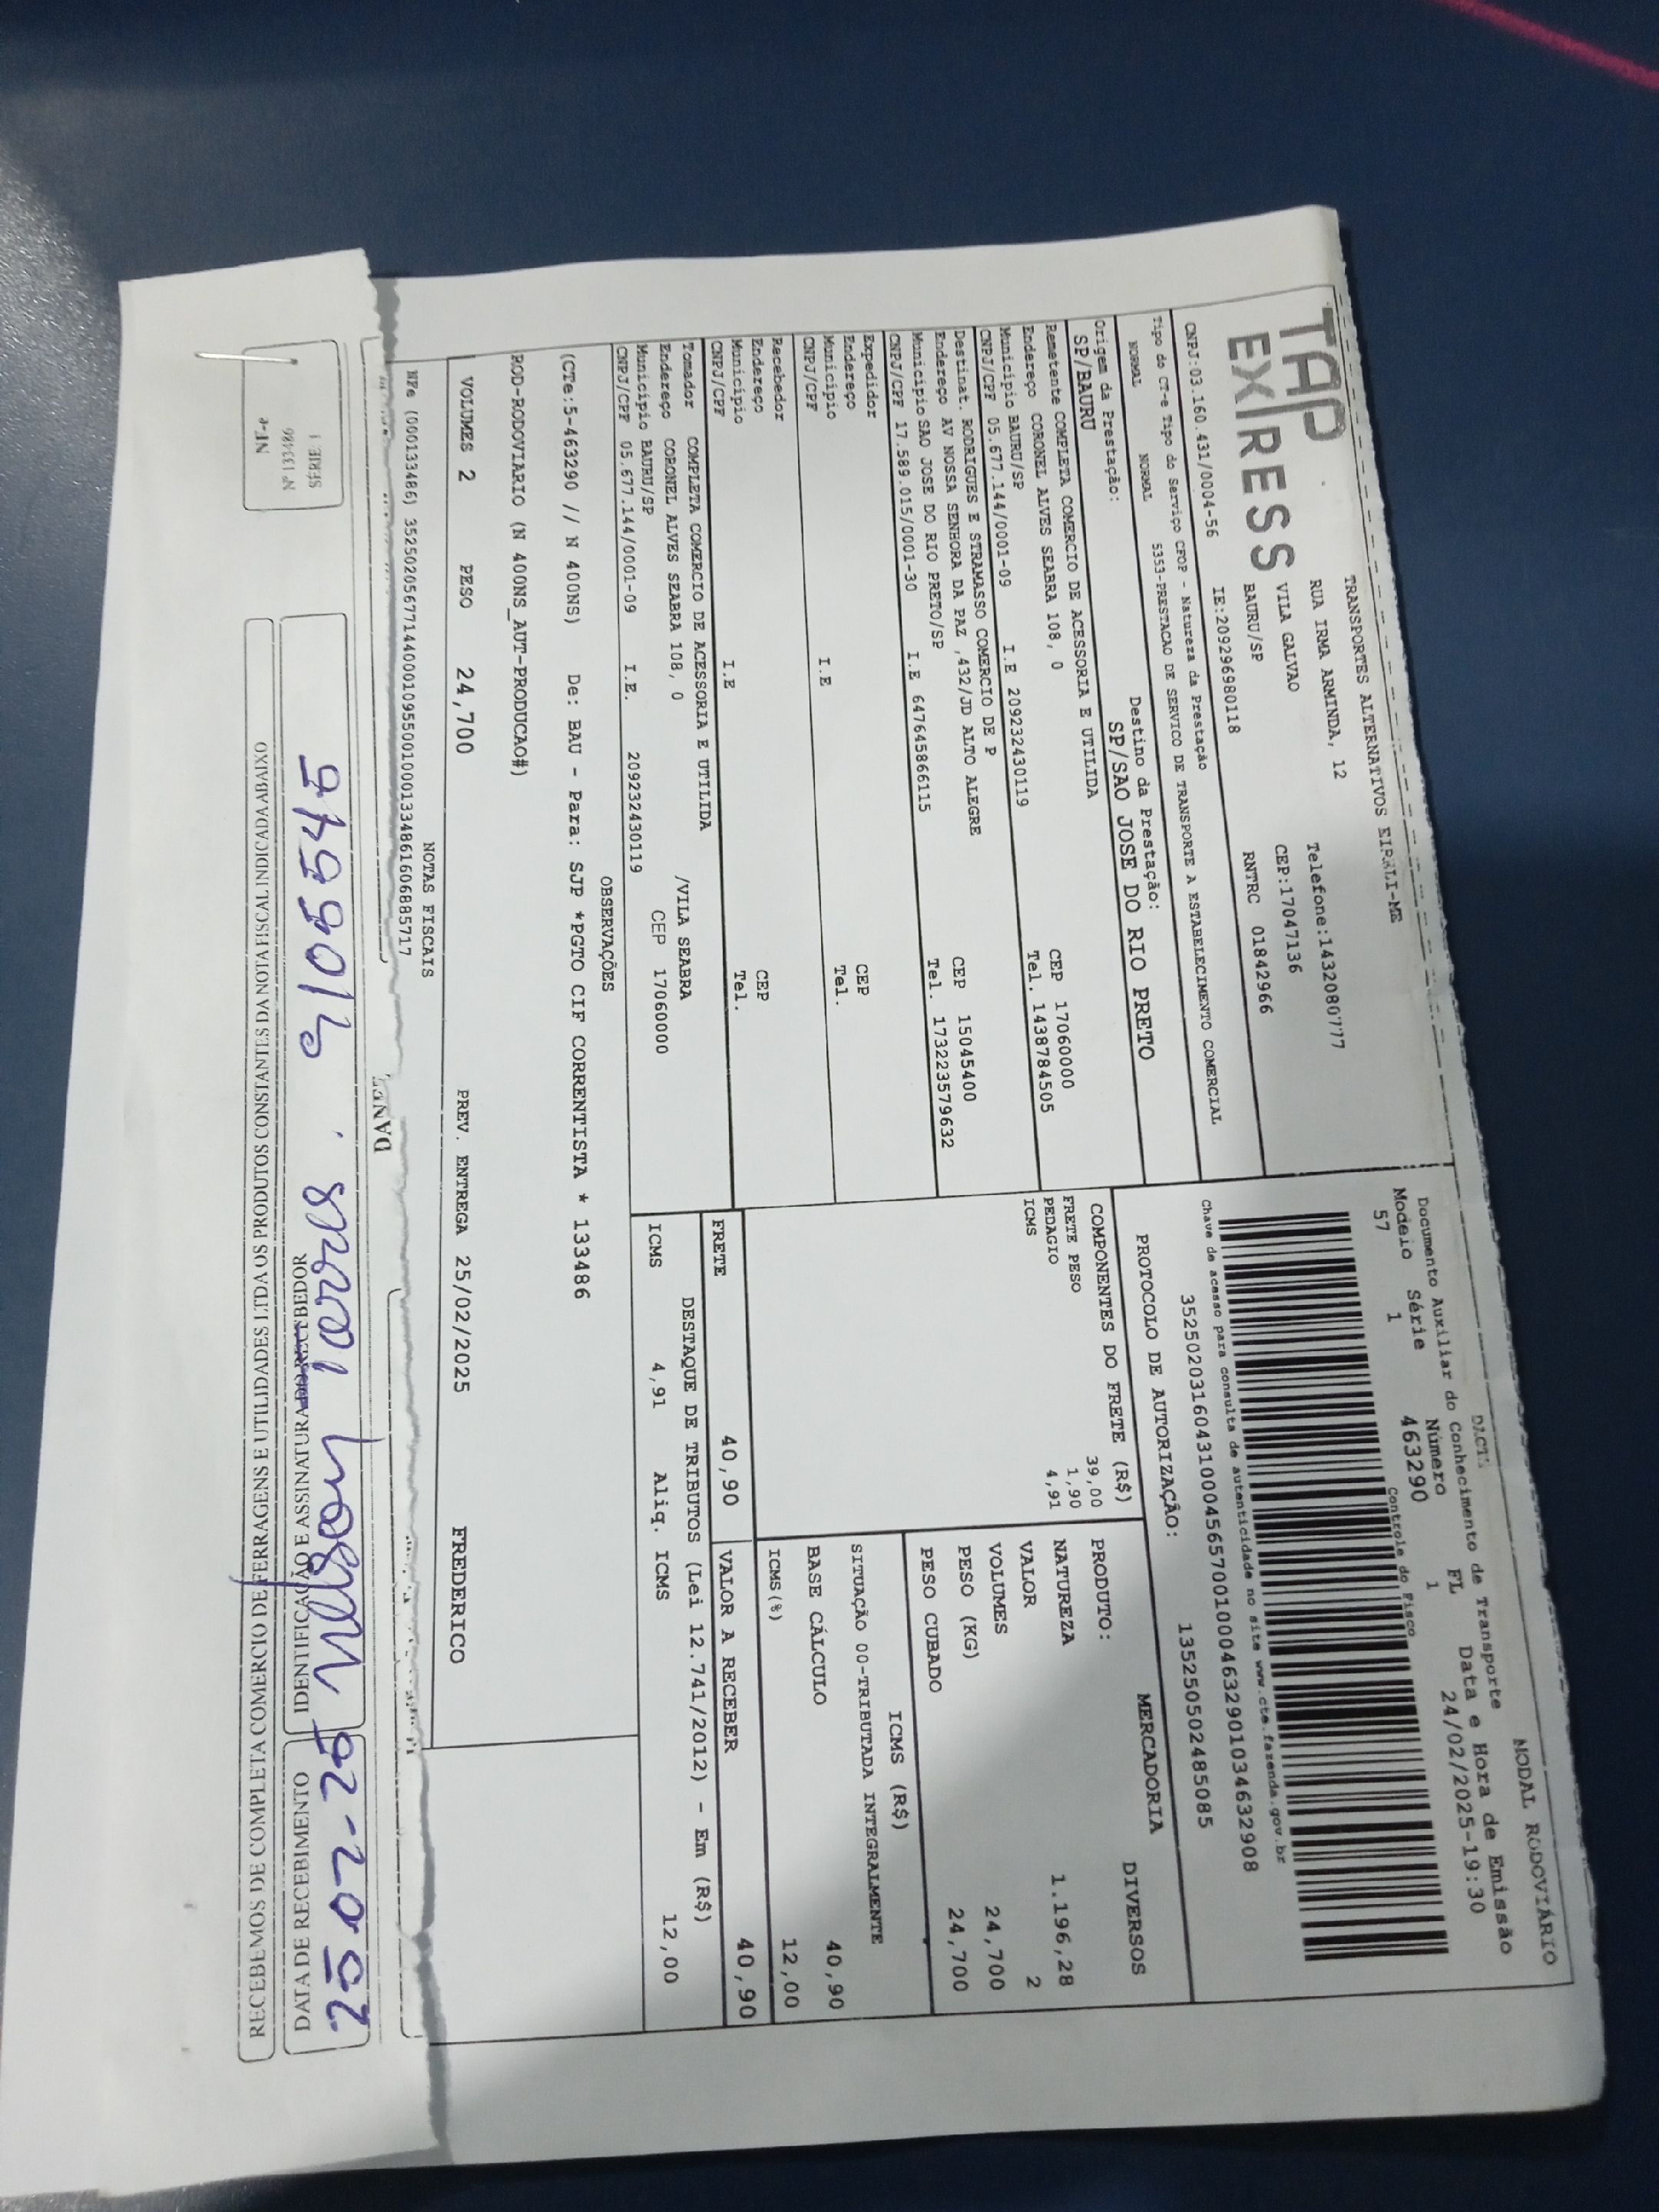 TAP EXPRESS
TRANSPORTES ALTERNATIVOS EIRELI-ME
RUA IRMA ARMINDA, 12 Telefone:1432080777
VILA GALVAO CEP:17047136
BAURU/SP RNTRC 01842966
CNPJ:03.160.431/0004-56 IE:209296980118
Tipo do CT-e Tipo do Serviço CFOP - Natureza da Prestação
NORMAL NORMAL 5353-PRESTACAO DE SERVICO DE TRANSPORTE A ESTABELECIMENTO COMERCIAL
Origem da Prestação: Destino da Prestação:
SP/BAURU SP/SAO JOSE DO RIO PRETO
Remetente COMPLETA COMERCIO DE ACESSORIA E UTILIDA
Endereço CORONEL ALVES SEABRA 108, 0 CEP 17060000
Municipio BAURU/SP Tel. 1438784505
CNPJ/CPF 05.677.144/0001-09 I.E 209232430119
Destinat. RODRIGUES E STRAMASSO COMERCIO DE P
Endereço AV NOSSA SENHORA DA PAZ ,432/JD ALTO ALEGRE CEP 15045400
Municipio SAO JOSE DO RIO PRETO/SP Tel. 173223579632
CNPJ/CPF 17.589.015/0001-30 I.E 647645866115
Expedidor
Endereço CEP
Municipio Tel.
CNPJ/CPF I.E
Recebedor
Endereço CEP
Municipio Tel.
CNPJ/CPF I.E
Tomador COMPLETA COMERCIO DE ACESSORIA E UTILIDA
Endereço CORONEL ALVES SEABRA 108, 0 /VILA SEABRA
Municipio BAURU/SP CEP 17060000
CNPJ/CPF 05.677.144/0001-09 I.E. 209232430119
MODAL RODOVIÁRIO
DACTE
Documento Auxiliar do Conhecimento de Transporte
Modelo Série Número FL Data e Hora de Emissão
57 1 463290 1 24/02/2025-19:30
Controle do Fisco
Chave de acesso para consulta de autenticidade no site www.cte.fazenda.gov.br
35250203160431000456570010004632901034632908
PROTOCOLO DE AUTORIZAÇÃO: 135250502485085
COMPONENTES DO FRETE (R$)
FRETE PESO 39,00
PEDAGIO 1,90
ICMS 4,91
MERCADORIA
PRODUTO: DIVERSOS
NATUREZA
VALOR 1.196,28
VOLUMES 2
PESO (KG) 24,700
PESO CUBADO 24,700
ICMS (R$)
SITUAÇÃO 00-TRIBUTADA INTEGRALMENTE
BASE CÁLCULO 40,90
ICMS(%) 12,00
FRETE 40,90 VALOR A RECEBER 40,90
DESTAQUE DE TRIBUTOS (Lei 12.741/2012) - Em (R$)
ICMS 4,91 Aliq. ICMS 12,00
OBSERVAÇÕES
(CTe:5-463290 // N 400NS) De: BAU - Para: SJP *PGTO CIF CORRENTISTA * 133486
ROD-RODOVIARIO (N 400NS_AUT-PRODUCAO#)
VOLUMES 2 PESO 24,700 PREV. ENTREGA 25/02/2025 FREDERICO
NOTAS FISCAIS
NFe (000133486) 35250205677144000109550010001334861606885717
DANFE
RECEBEMOS DE COMPLETA COMERCIO DE FERRAGENS E UTILIDADES LTDA OS PRODUTOS CONSTANTES DA NOTA FISCAL INDICADA ABAIXO
DATA DE RECEBIMENTO
IDENTIFICAÇÃO E ASSINATURA DO RECEBEDOR
NF-e
Nº 133486
SÉRIE 1